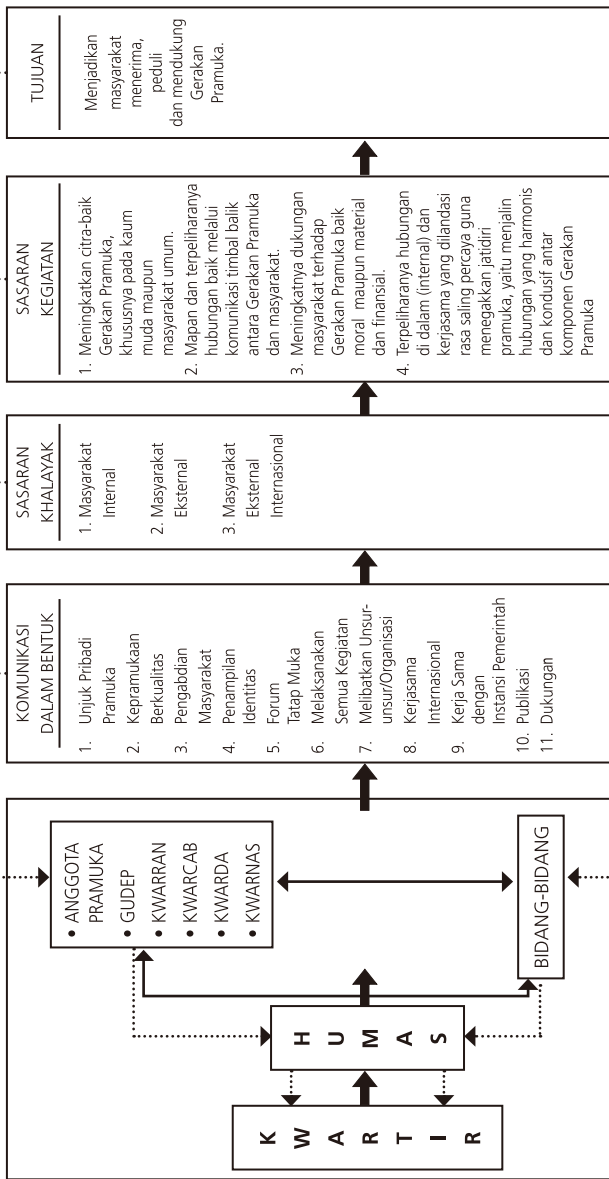 K
W
A
R
T
I
R
H
U
M
A
S
• ANGGOTA
PRAMUKA
• GUDEP
• KWARRAN
• KWARCAB
• KWARDA
• KWARNAS
BIDANG-BIDANG
KOMUNIKASI
DALAM BENTUK
1. Unjuk Pribadi
Pramuka
2. Kepramukaan
Berkualitas
3. Pengabdian
Masyarakat
4. Penampilan
Identitas
5. Forum
Tatap Muka
6. Melaksanakan
Semua Kegiatan
7. Melibatkan Unsur-
unsur/Organisasi
8. Kerjasama
Internasional
9. Kerja Sama
dengan
Instansi Pemerintah
10. Publikasi
11. Dukungan
SASARAN
KHALAYAK
1. Masyarakat
Internal
2. Masyarakat
Eksternal
3. Masyarakat
Eksternal
Internasional
SASARAN
KEGIATAN
1. Meningkatkan citra-baik
Gerakan Pramuka,
khususnya pada kaum
muda maupun
masyarakat umum.
2. Mapan dan terpeliharanya
hubungan baik melalui
komunikasi timbal balik
antara Gerakan Pramuka
dan masyarakat.
3. Meningkatnya dukungan
masyarakat terhadap
Gerakan Pramuka baik
moral maupun material
dan finansial.
4. Terpeliharanya hubungan
di dalam (internal) dan
kerjasama yang dilandasi
rasa saling percaya guna
menegakkan jatidiri
pramuka, yaitu menjalin
hubungan yang harmonis
dan kondusif antar
komponen Gerakan
Pramuka
TUJUAN
Menjadikan
masyarakat
menerima,
peduli
dan mendukung
Gerakan
Pramuka.